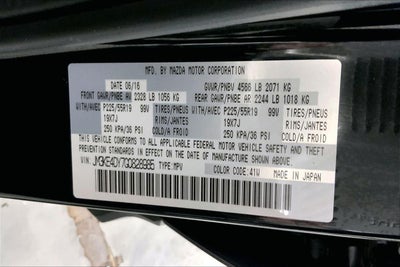 MFD. BY MAZDA MOTOR CORPORATION
DATE 06/16 GVWR/PNBV 4566 LB 2071 KG
FRONT GAWR/PNBE AV 2328 LB 1056 KG REAR GAWR/PNBE AR 2244 LB 1018 KG
WITH/AVEC P225/55R19 99V TIRES/PNEUS WITH/AVEC P225/55R19 99V TIRES/PNEUS
19X7J RIMS/JANTES 19X7J RIMS/JANTES
250 KPA/36 PSI COLD/A FROID 250 KPA/36 PSI COLD/A FROID
THIS VEHICLE CONFORMS TO ALL APPLICABLE FEDERAL MOTOR VEHICLE SAFETY, BUMPER, AND THEFT
PREVENTION STANDARDS IN EFFECT ON THE DATE OF MANUFACTURE SHOWN ABOVE.
VIN: TYPE: MPV COLOR CODE: 41W MADE IN JAPAN